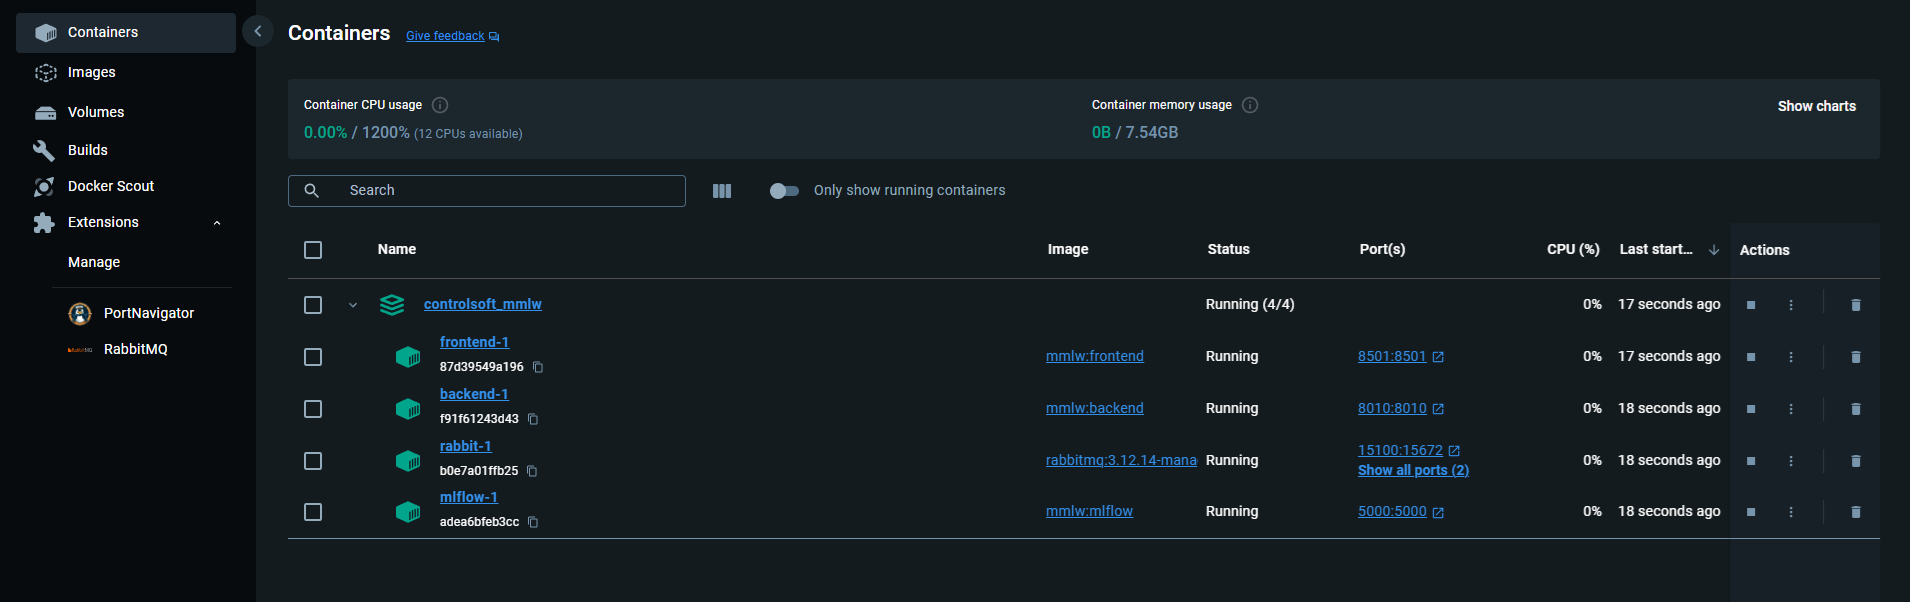 Containers
Images
Volumes
Builds
Docker Scout
Extensions
Manage
PortNavigator
RabbitMQ
Containers Give feedback
Container CPU usage
0.00% / 1200% (12 CPUs available)
Container memory usage
0B / 7.54GB
Show charts
Search
Only show running containers
Name Image Status Port(s) CPU (%) Last start... Actions
controlsoft_mmlw Running (4/4) 0% 17 seconds ago
frontend-1
87d39549a196
mmlw:frontend Running 8501:8501 0% 17 seconds ago
backend-1
f91f61243d43
mmlw:backend Running 8010:8010 0% 18 seconds ago
rabbit-1
b0e7a01ffb25
rabbitmq:3.12.14-mana Running 15100:15672 0% 18 seconds ago
Show all ports (2)
mlflow-1
adea6bfeb3cc
mmlw:mlflow Running 5000:5000 0% 18 seconds ago